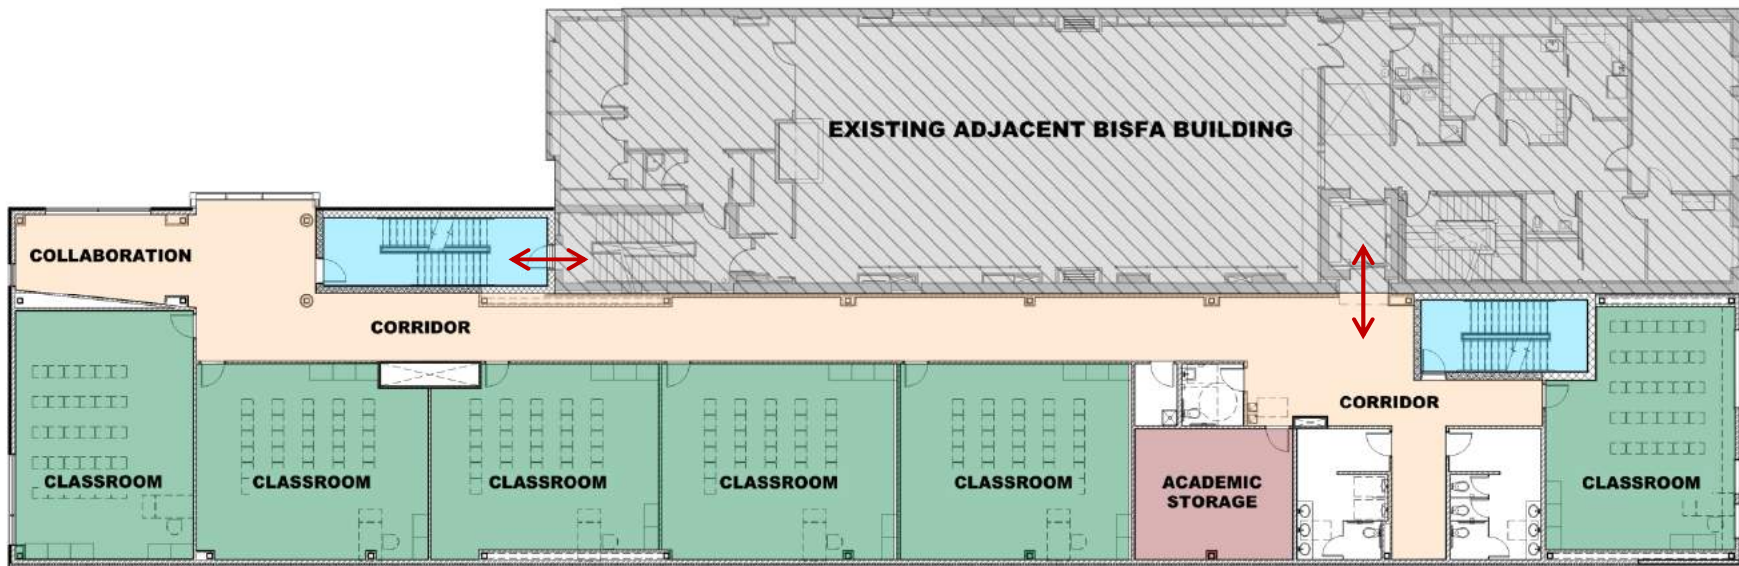 EXISTING ADJACENT BISFA BUILDING
COLLABORATION
CORRIDOR
CORRIDOR
CLASSROOM
CLASSROOM
CLASSROOM
CLASSROOM
CLASSROOM
ACADEMIC
STORAGE
CLASSROOM